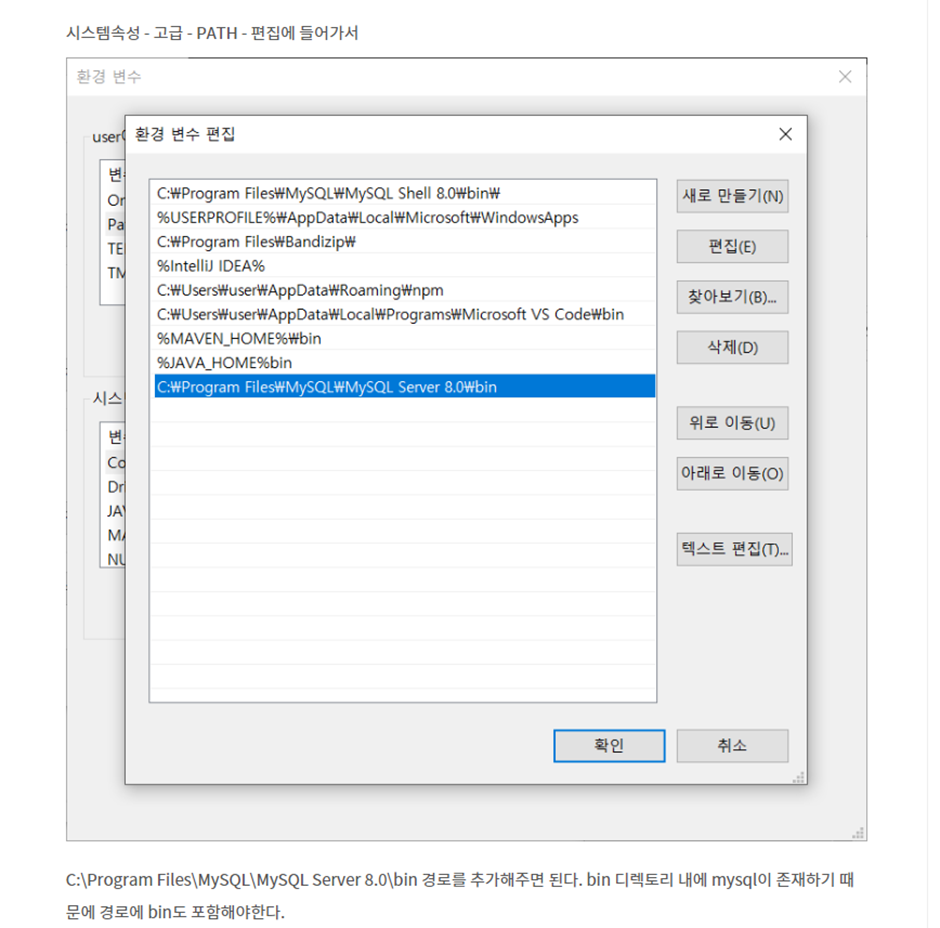 시스템속성 - 고급 - PATH - 편집에 들어가서
환경 변수
user
환경 변수 편집
변
Or
Pa
TE
TM
C:₩Program Files₩MySQL₩MySQL Shell 8.0₩bin₩
%USERPROFILE%₩AppData₩Local₩Microsoft₩WindowsApps
C:₩Program Files₩Bandizip₩
%IntelliJ IDEA%
C:₩Users₩user₩AppData₩Roaming₩npm
C:₩Users₩user₩AppData₩Local₩Programs₩Microsoft VS Code₩bin
%MAVEN_HOME%₩bin
%JAVA_HOME%bin
C:₩Program Files₩MySQL₩MySQL Server 8.0₩bin
새로 만들기(N)
편집(E)
찾아보기(B)...
삭제(D)
위로 이동(U)
아래로 이동(O)
텍스트 편집(T)...
시스
변
Co
Dr
JA
MA
NU
확인
취소
C:\Program Files\MySQL\MySQL Server 8.0\bin 경로를 추가해주면 된다. bin 디렉토리 내에 mysql이 존재하기 때
문에 경로에 bin도 포함해야한다.